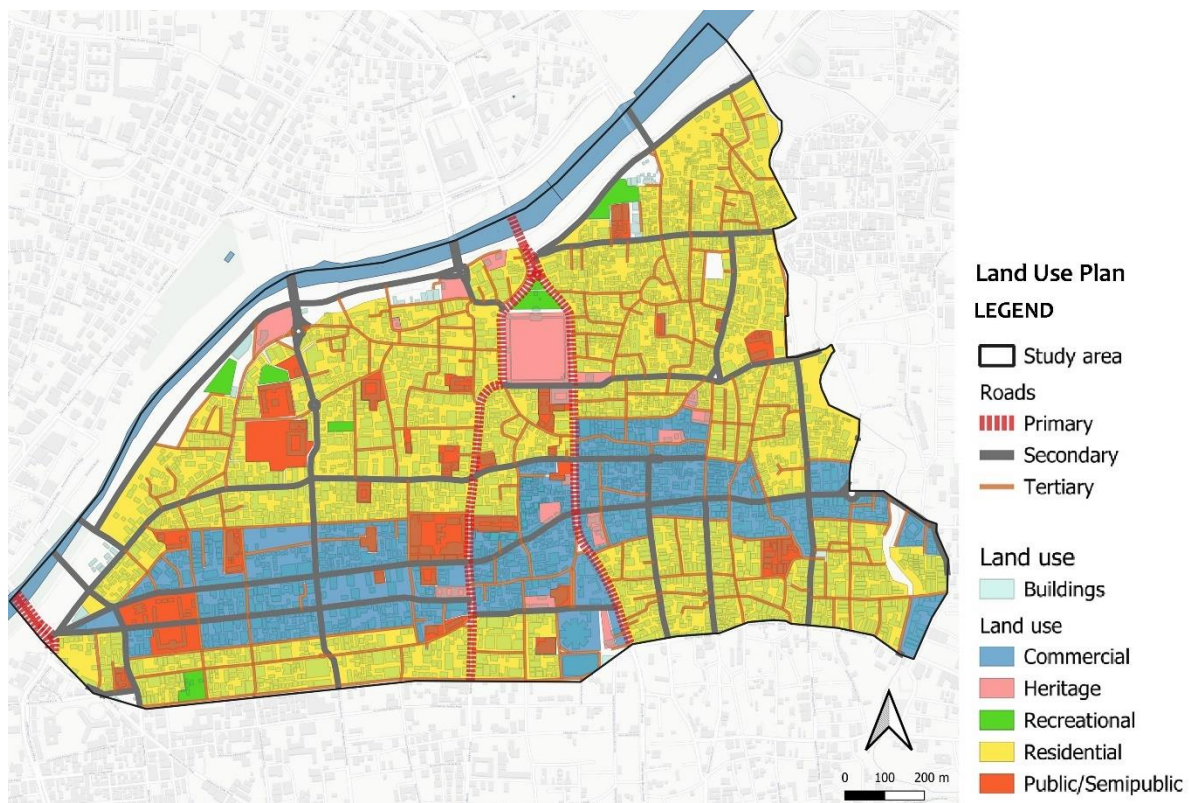 Land Use Plan
LEGEND
Study area
Roads
Primary
Secondary
Tertiary
Land use
Buildings
Land use
Commercial
Heritage
Recreational
Residential
Public/Semipublic
0 100 200 m